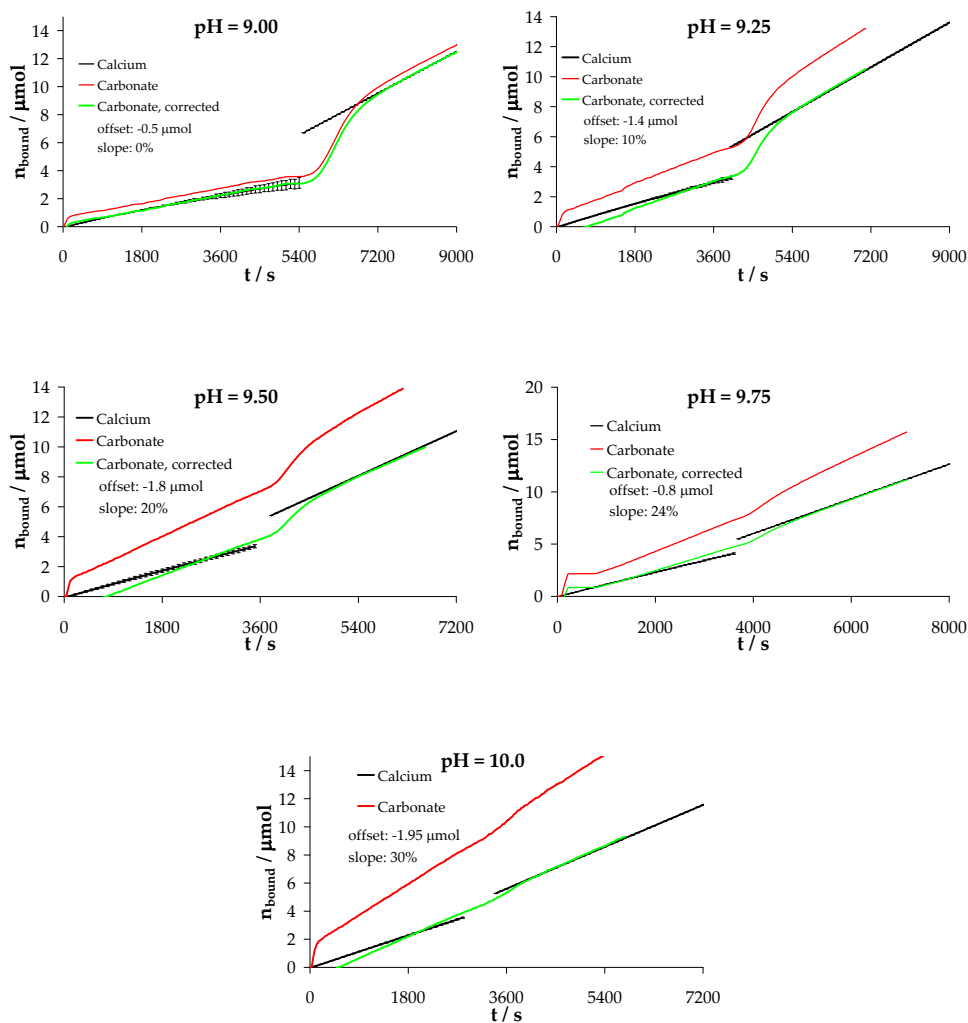 pH = 9.00
n_bound / µmol
14
12
10
8
6
4
2
0
Calcium
Carbonate
Carbonate, corrected
offset: -0.5 µmol
slope: 0%
0 1800 3600 5400 7200 9000
t / s
pH = 9.25
n_bound / µmol
14
12
10
8
6
4
2
0
Calcium
Carbonate
Carbonate, corrected
offset: -1.4 µmol
slope: 10%
0 1800 3600 5400 7200 9000
t / s
pH = 9.50
n_bound / µmol
14
12
10
8
6
4
2
0
Calcium
Carbonate
Carbonate, corrected
offset: -1.8 µmol
slope: 20%
0 1800 3600 5400 7200
t / s
pH = 9.75
n_bound / µmol
20
15
10
5
0
Calcium
Carbonate
Carbonate, corrected
offset: -0.8 µmol
slope: 24%
0 2000 4000 6000 8000
t / s
pH = 10.0
n_bound / µmol
14
12
10
8
6
4
2
0
Calcium
Carbonate
offset: -1.95 µmol
slope: 30%
0 1800 3600 5400 7200
t / s